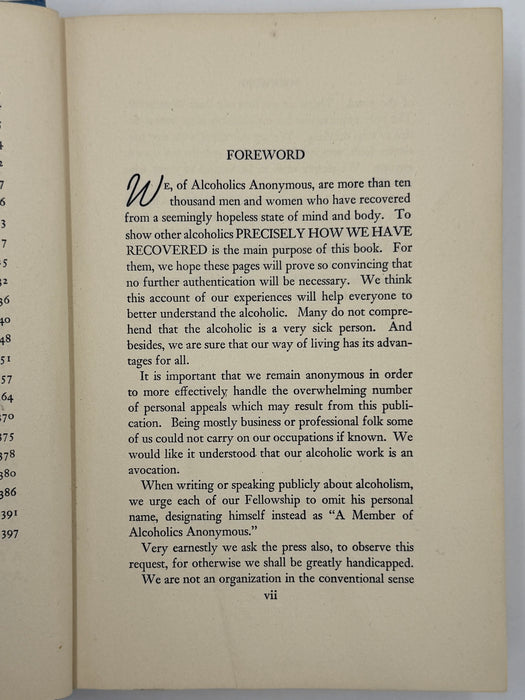 FOREWORD
WE, of Alcoholics Anonymous, are more than ten
thousand men and women who have recovered
from a seemingly hopeless state of mind and body. To
show other alcoholics PRECISELY HOW WE HAVE
RECOVERED is the main purpose of this book. For
them, we hope these pages will prove so convincing that
no further authentication will be necessary. We think
this account of our experiences will help everyone to
better understand the alcoholic. Many do not compre-
hend that the alcoholic is a very sick person. And
besides, we are sure that our way of living has its advan-
tages for all.
It is important that we remain anonymous in order
to more effectively handle the overwhelming number
of personal appeals which may result from this publi-
cation. Being mostly business or professional folk some
of us could not carry on our occupations if known. We
would like it understood that our alcoholic work is an
avocation.
When writing or speaking publicly about alcoholism,
we urge each of our Fellowship to omit his personal
name, designating himself instead as “A Member of
Alcoholics Anonymous.”
Very earnestly we ask the press also, to observe this
request, for otherwise we shall be greatly handicapped.
We are not an organization in the conventional sense
vii